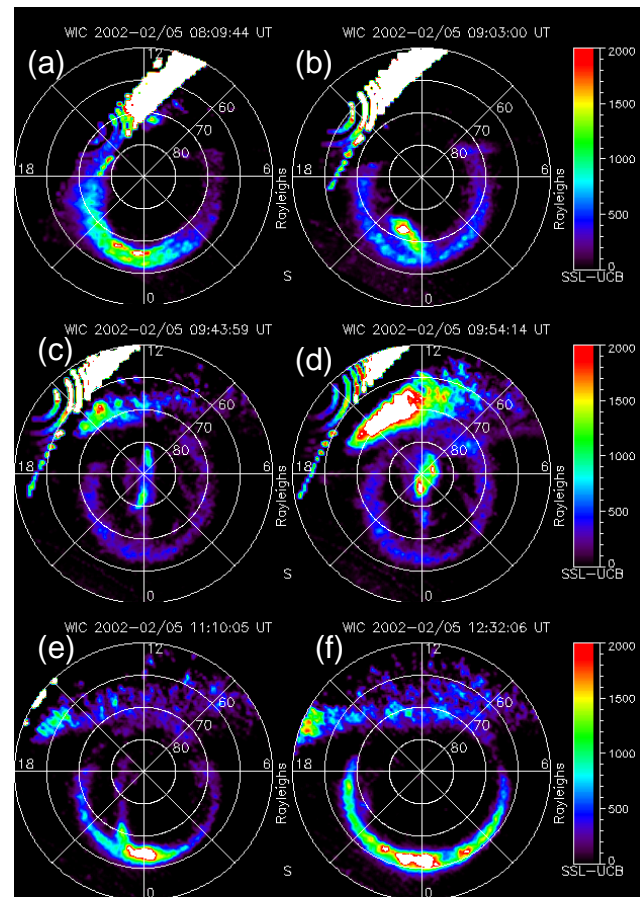 WIC 2002-02/05 08:09:44 UT
(a)
12
60
70
80
18
6
S
0
Rayleighs
WIC 2002-02/05 09:03:00 UT
(b)
12
60
70
80
18
6
0
Rayleighs
2000
1500
1000
500
0
SSL-UCB
WIC 2002-02/05 09:43:59 UT
(c)
12
60
70
80
18
6
S
0
Rayleighs
WIC 2002-02/05 09:54:14 UT
(d)
12
60
70
80
18
6
0
Rayleighs
2000
1500
1000
500
0
SSL-UCB
WIC 2002-02/05 11:10:05 UT
(e)
12
60
70
80
18
6
S
0
Rayleighs
WIC 2002-02/05 12:32:06 UT
(f)
12
60
70
80
18
6
0
Rayleighs
2000
1500
1000
500
0
SSL-UCB